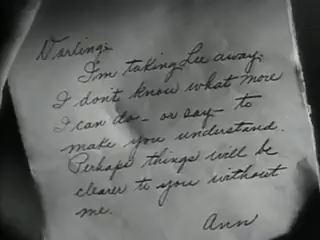 Darling:
I'm taking Lee away.
I don't know what more
I can do - or say - to
make you understand.
Perhaps things will be
clearer to you without
me.
Ann